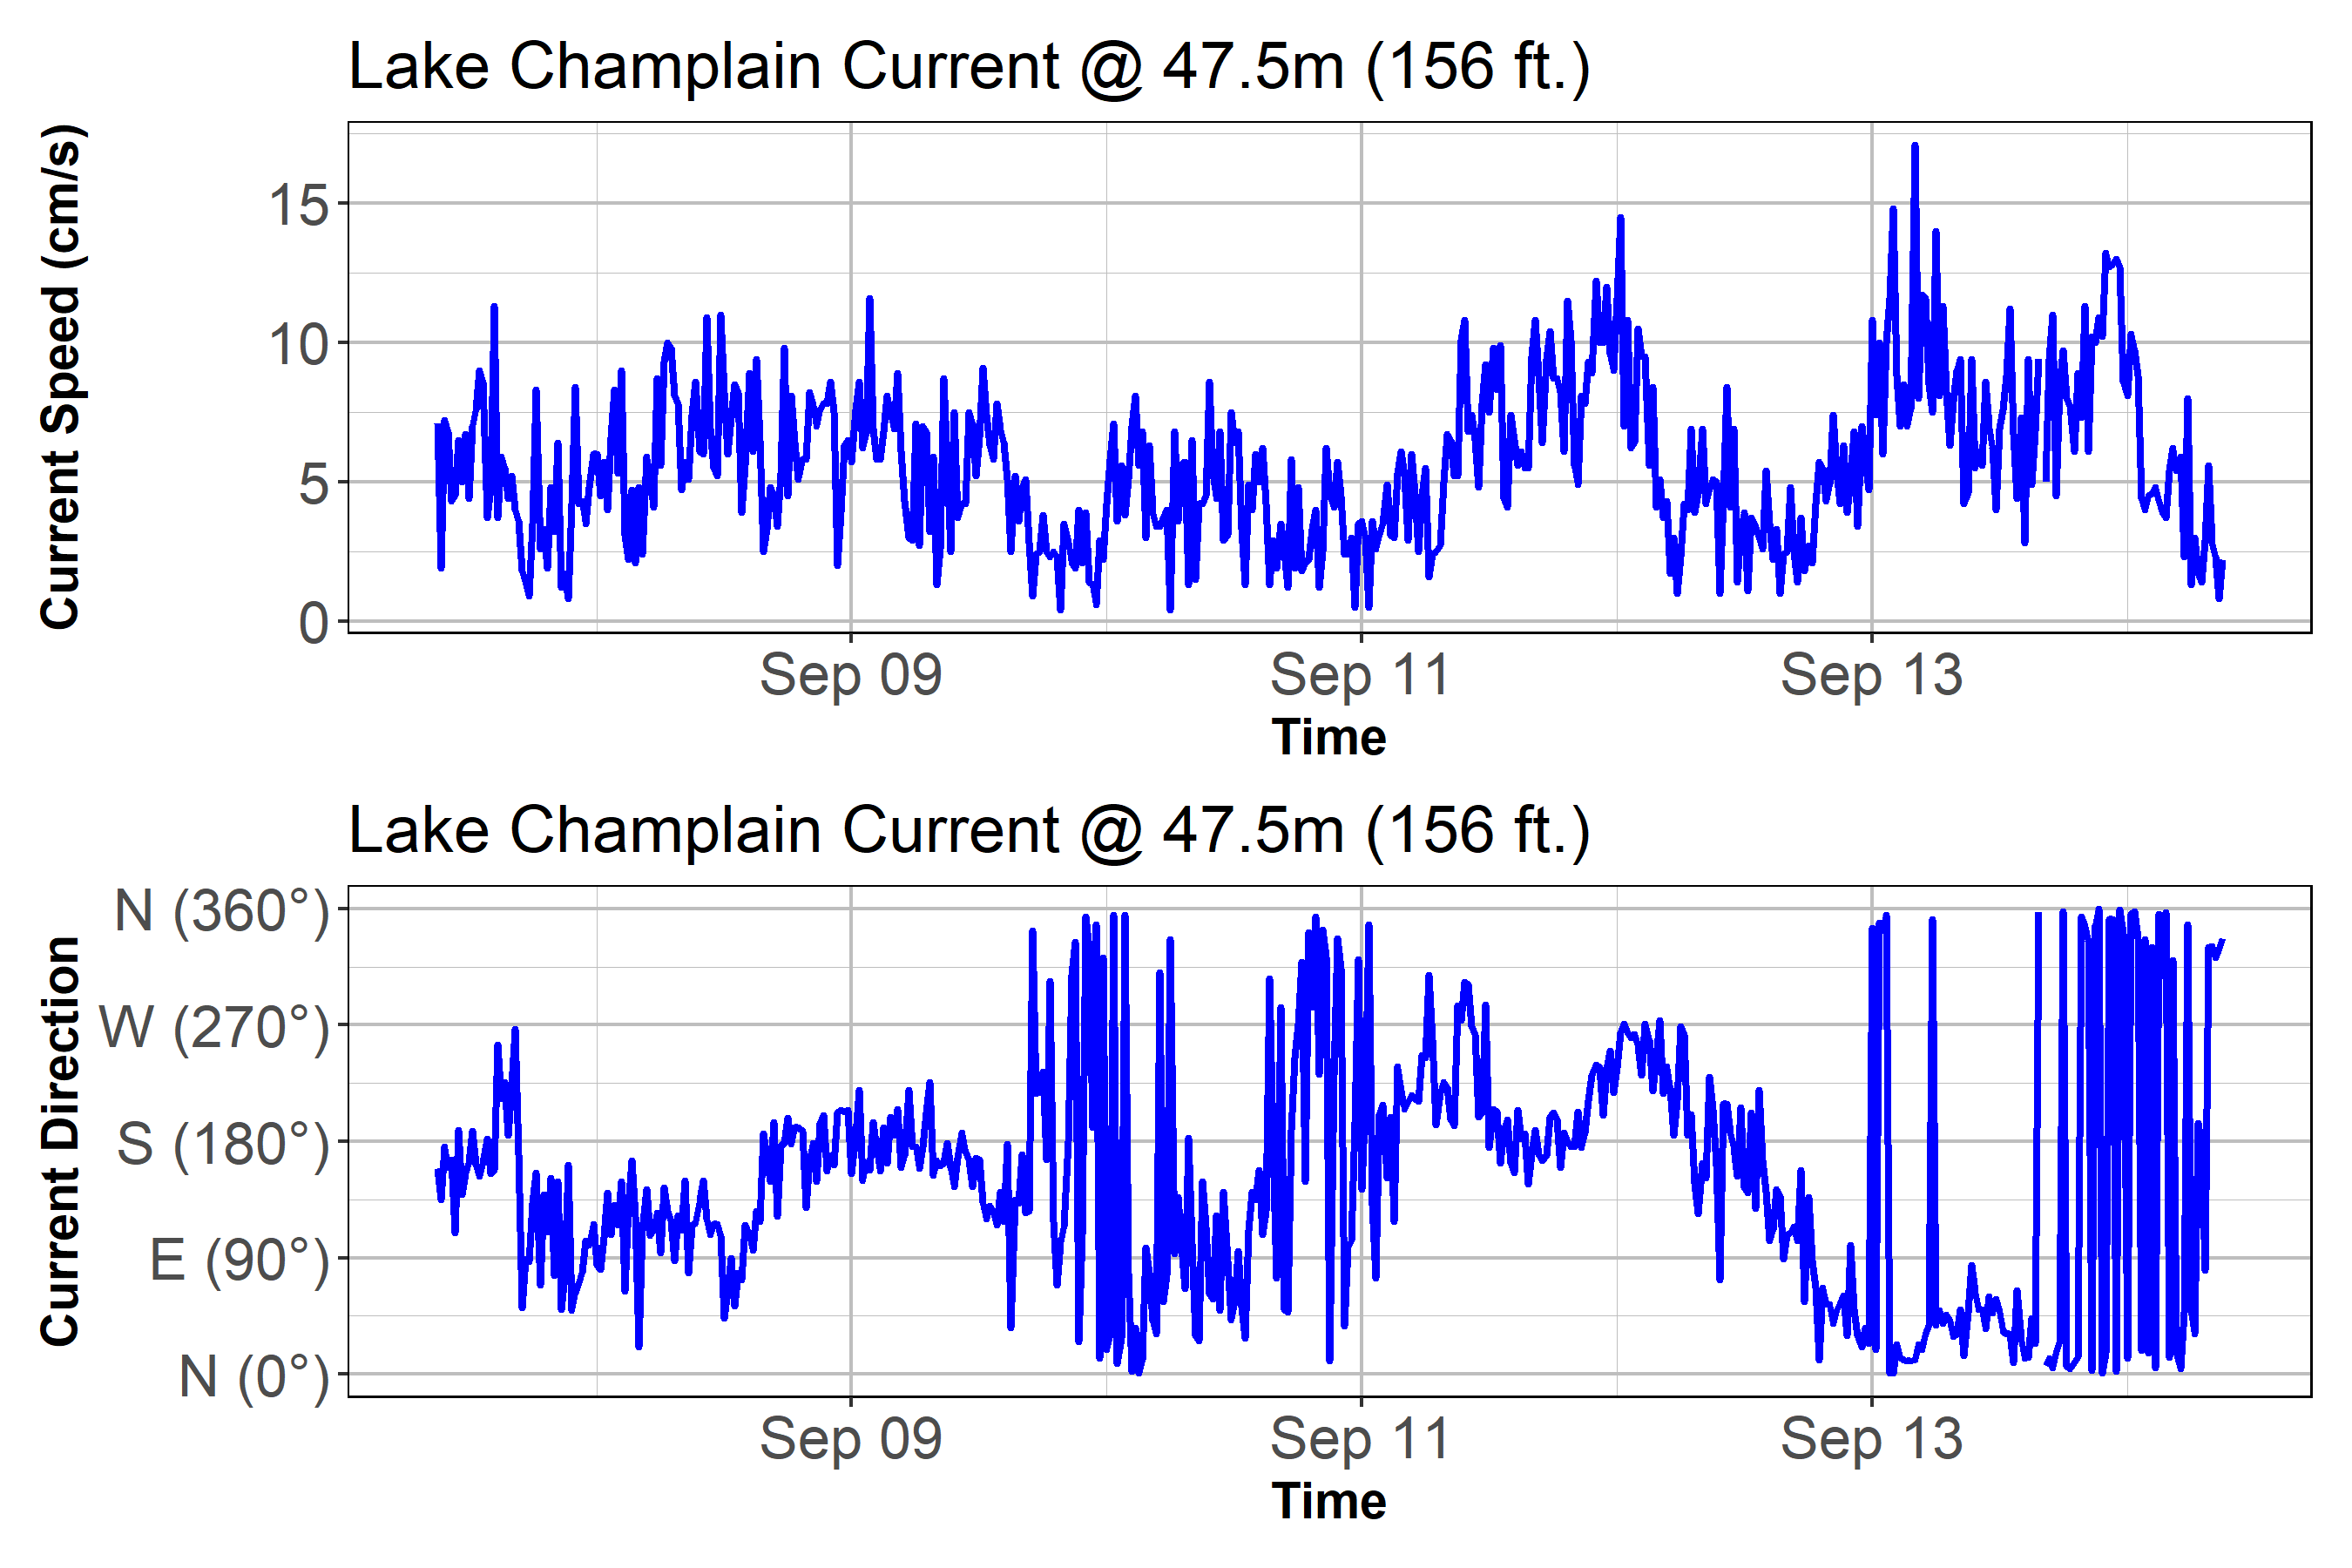 Lake Champlain Current @ 47.5m (156 ft.)
Current Speed (cm/s)
15
10
5
0
Sep 09 Sep 11 Sep 13
Time
Lake Champlain Current @ 47.5m (156 ft.)
Current Direction
N (360°)
W (270°)
S (180°)
E (90°)
N (0°)
Sep 09 Sep 11 Sep 13
Time